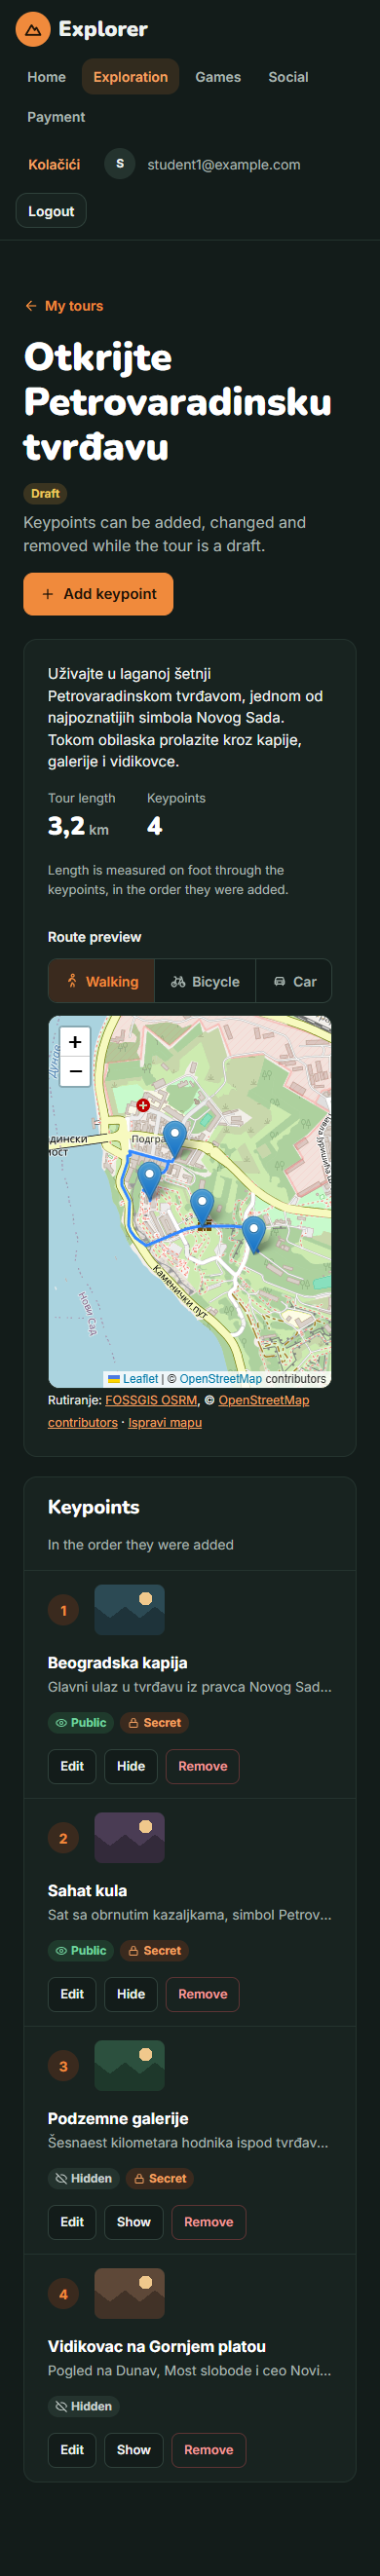 Explorer
Home Exploration Games Social
Payment
Kolačići S student1@example.com
Logout
← My tours
Otkrijte
Petrovaradinsku
tvrđavu
Draft
Keypoints can be added, changed and
removed while the tour is a draft.
+ Add keypoint
Uživajte u laganoj šetnji
Petrovaradinskom tvrđavom, jednom od
najpoznatijih simbola Novog Sada.
Tokom obilaska prolazite kroz kapije,
galerije i vidikovce.
Tour length Keypoints
3,2 km 4
Length is measured on foot through the
keypoints, in the order they were added.
Route preview
Walking Bicycle Car
+
−
Дунав
Подгра
Каменички пут
Нови Сад
Leaflet | © OpenStreetMap contributors
Rutiranje: FOSSGIS OSRM, © OpenStreetMap
contributors · Ispravi mapu
Keypoints
In the order they were added
1
Beogradska kapija
Glavni ulaz u tvrđavu iz pravca Novog Sad...
Public Secret
Edit Hide Remove
2
Sahat kula
Sat sa obrnutim kazaljkama, simbol Petrov...
Public Secret
Edit Hide Remove
3
Podzemne galerije
Šesnaest kilometara hodnika ispod tvrđav...
Hidden Secret
Edit Show Remove
4
Vidikovac na Gornjem platou
Pogled na Dunav, Most slobode i ceo Novi...
Hidden
Edit Show Remove